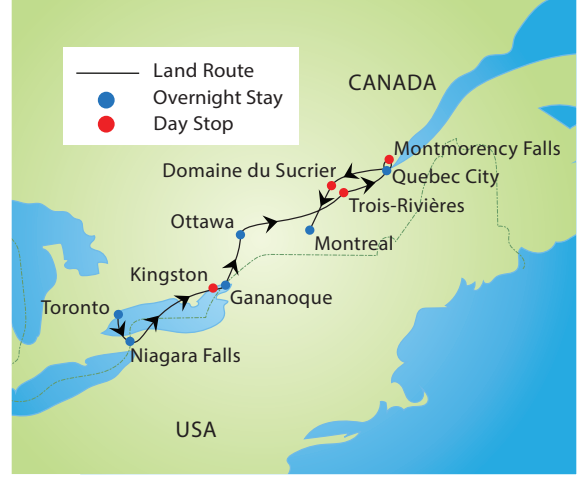 Land Route
Overnight Stay
Day Stop
CANADA
Montmorency Falls
Domaine du Sucrier
Quebec City
Trois-Rivières
Ottawa
Montreal
Kingston
Gananoque
Toronto
Niagara Falls
USA